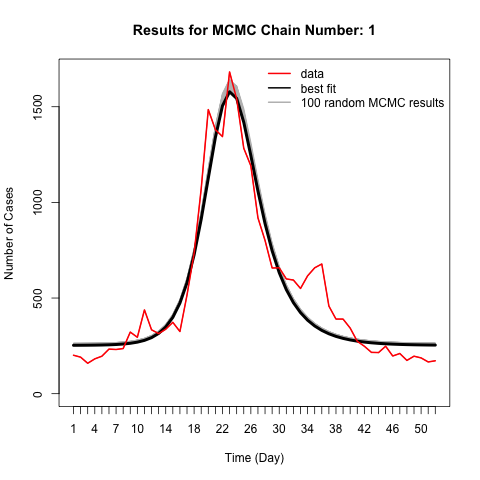 Results for MCMC Chain Number: 1
data
best fit
100 random MCMC results
Number of Cases
1500
1000
500
0
1 4 7 10 14 18 22 26 30 34 38 42 46 50
Time (Day)